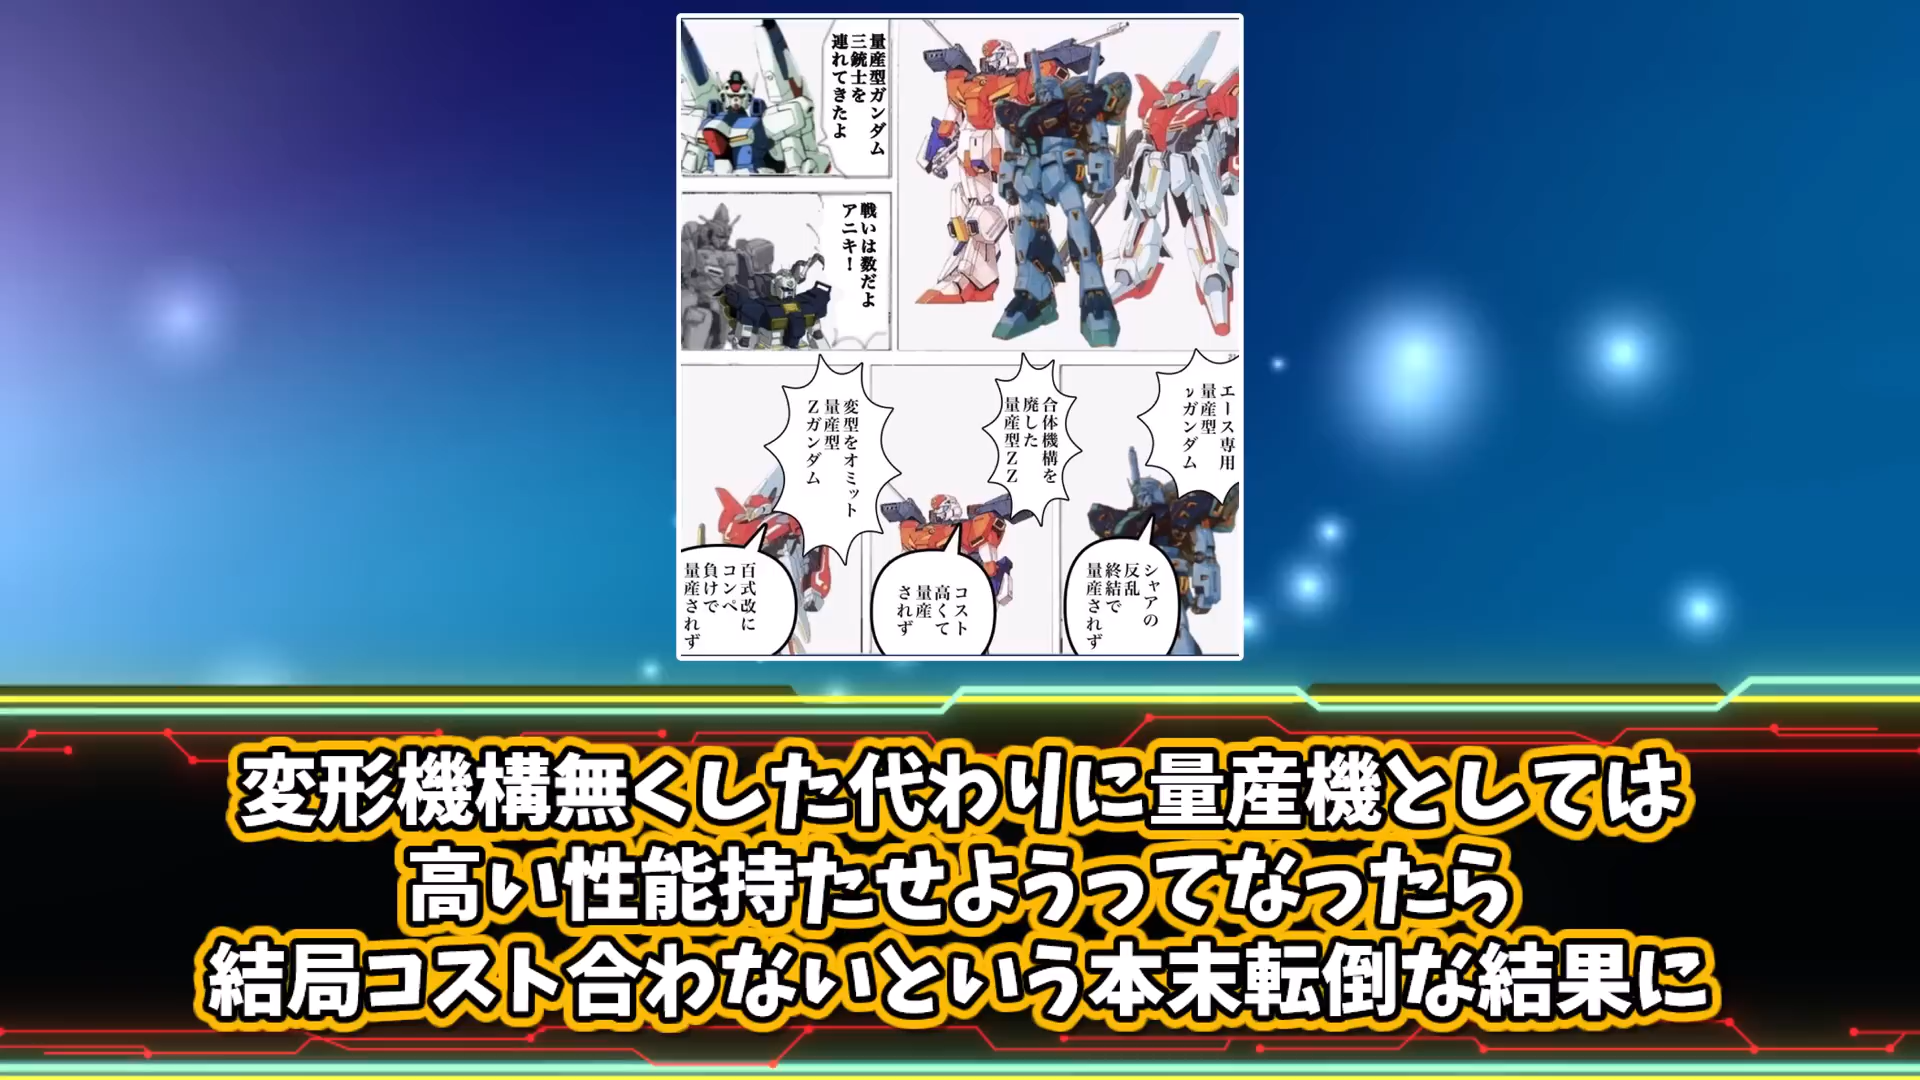 量産型ガンダム
三銃士を
連れてきたよ
戦いは数だよ
アニキ！
エース専用
量産型
νガンダム
合体機構を
廃した
量産型ZZ
変型をオミット
量産型
Zガンダム
シャアの
反乱
終結で
量産されず
コスト
高くて
量産
されず
百式改に
コンペ
負けで
量産されず
変形機構無くした代わりに量産機としては
高い性能持たせようってなったら
結局コスト合わないという本末転倒な結果に